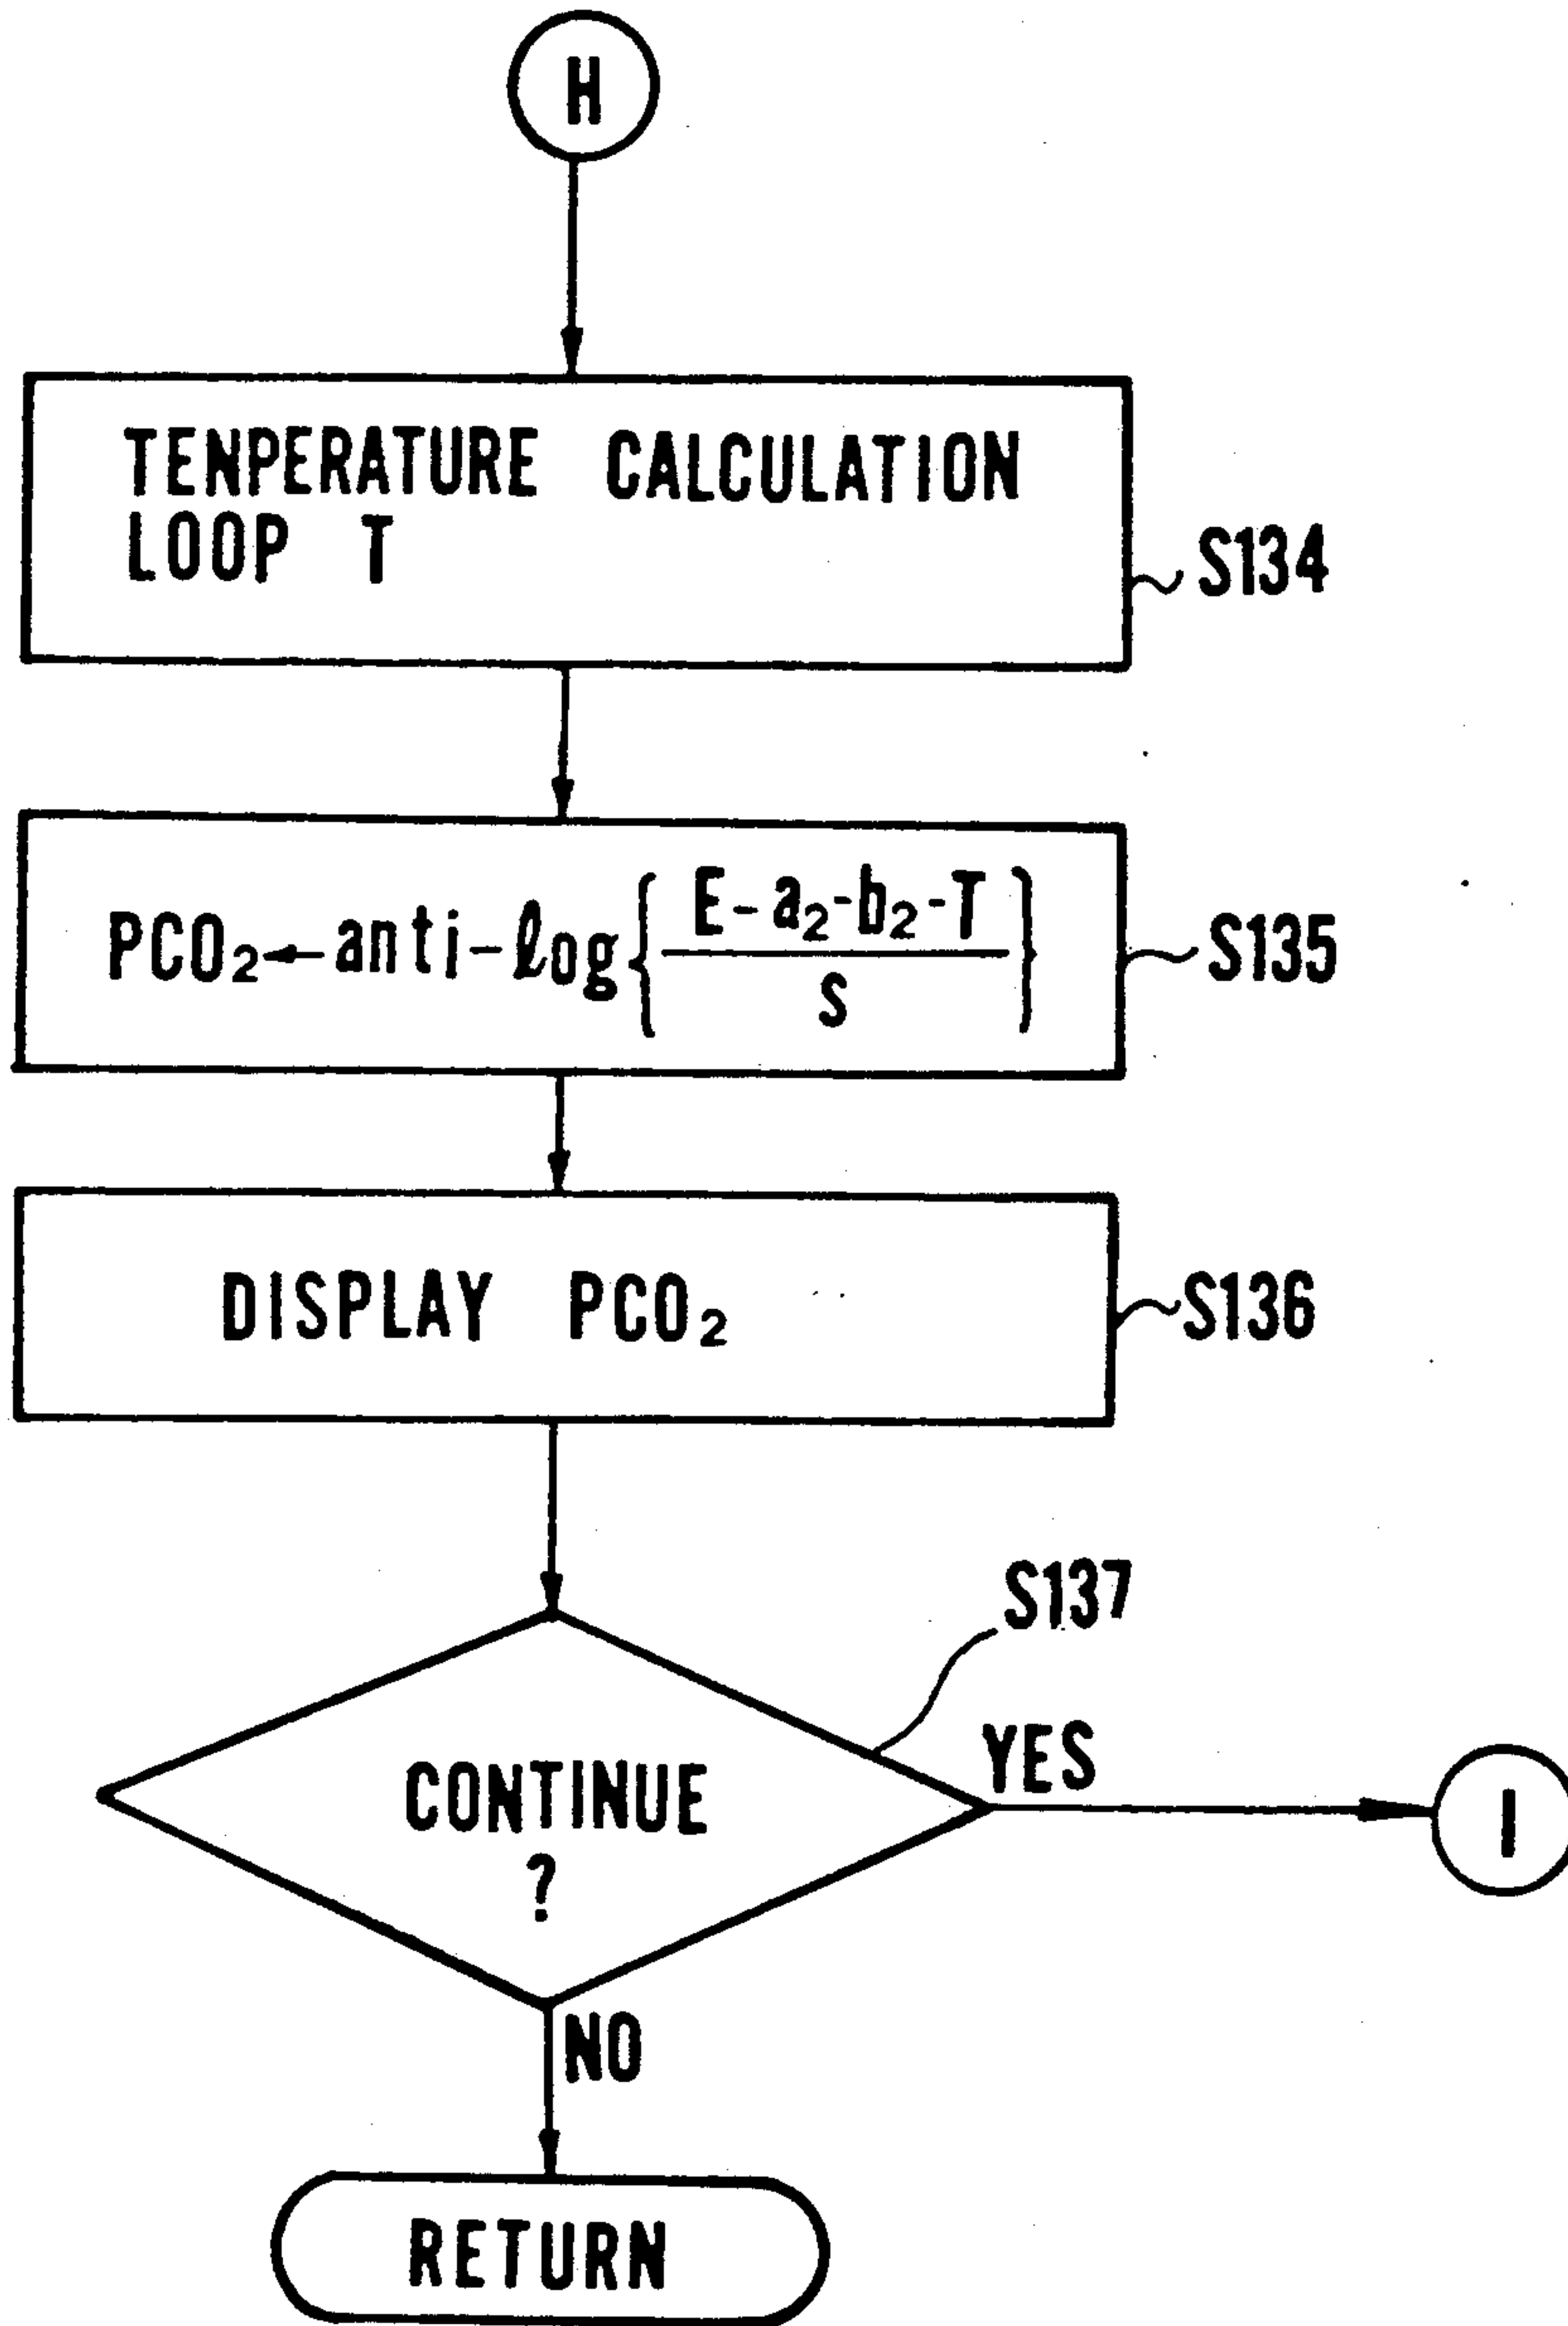 H
TENPERATURE CALCULATION
LOOP T
S134
PCO₂←anti-log{(E-a₂-b₂-T)/s}
S135
DISPLAY PCO₂
S136
S137
CONTINUE
?
YES
I
NO
RETURN